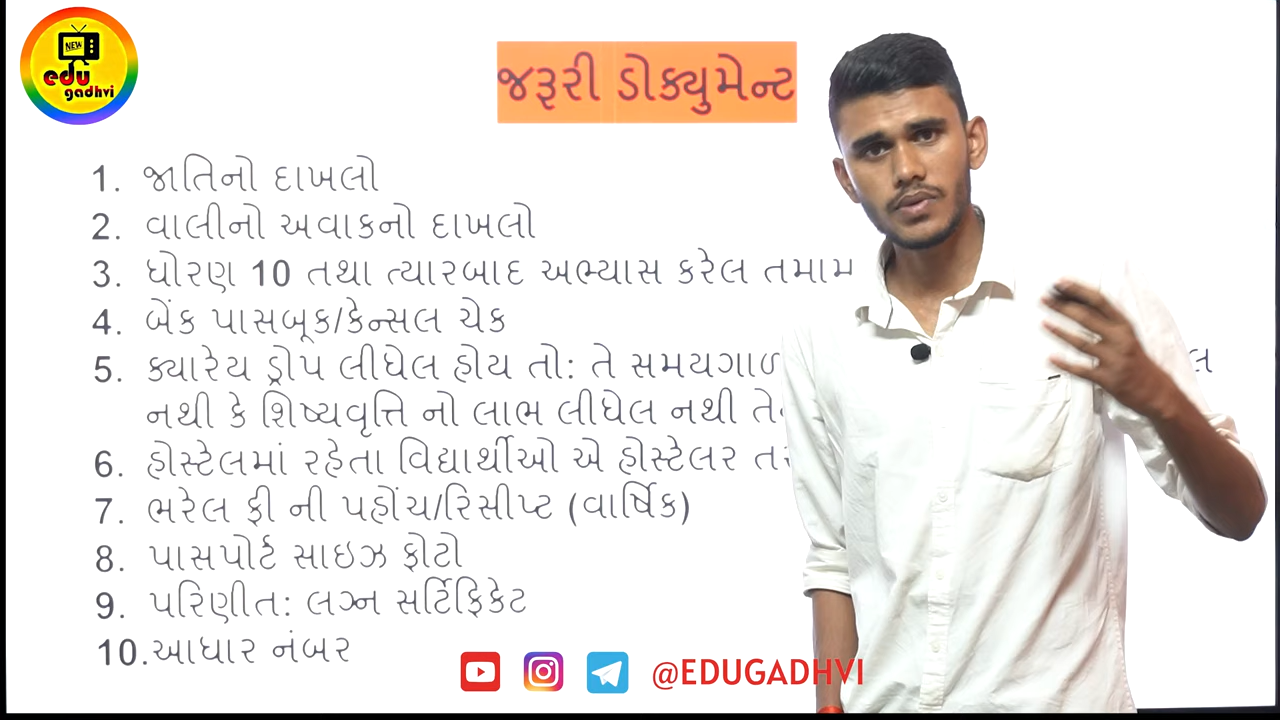 NEW
edu
gadhvi
જરૂરી ડોક્યુમેન્ટ
1. જાતિનો દાખલો
2. વાલીનો અવાકનો દાખલો
3. ધોરણ 10 તથા ત્યારબાદ અભ્યાસ કરેલ તમામ
4. બેંક પાસબૂક/કેન્સલ ચેક
5. ક્યારેય ડ્રોપ લીધેલ હોય તો: તે
નથી કે શિષ્યવૃત્તિ નો લાભ લીધેલ નથી
6. હોસ્ટેલમાં રહેતા વિદ્યાર્થીઓ એ હોસ્ટેલર
7. ભરેલ ફી ની પહોંચ/રિસીપ્ટ (વાર્ષિક)
8. પાસપોર્ટ સાઇઝ ફોટો
9. પરિણીત: લગ્ન સર્ટિફિકેટ
10.આધાર નંબર
@EDUGADHVI